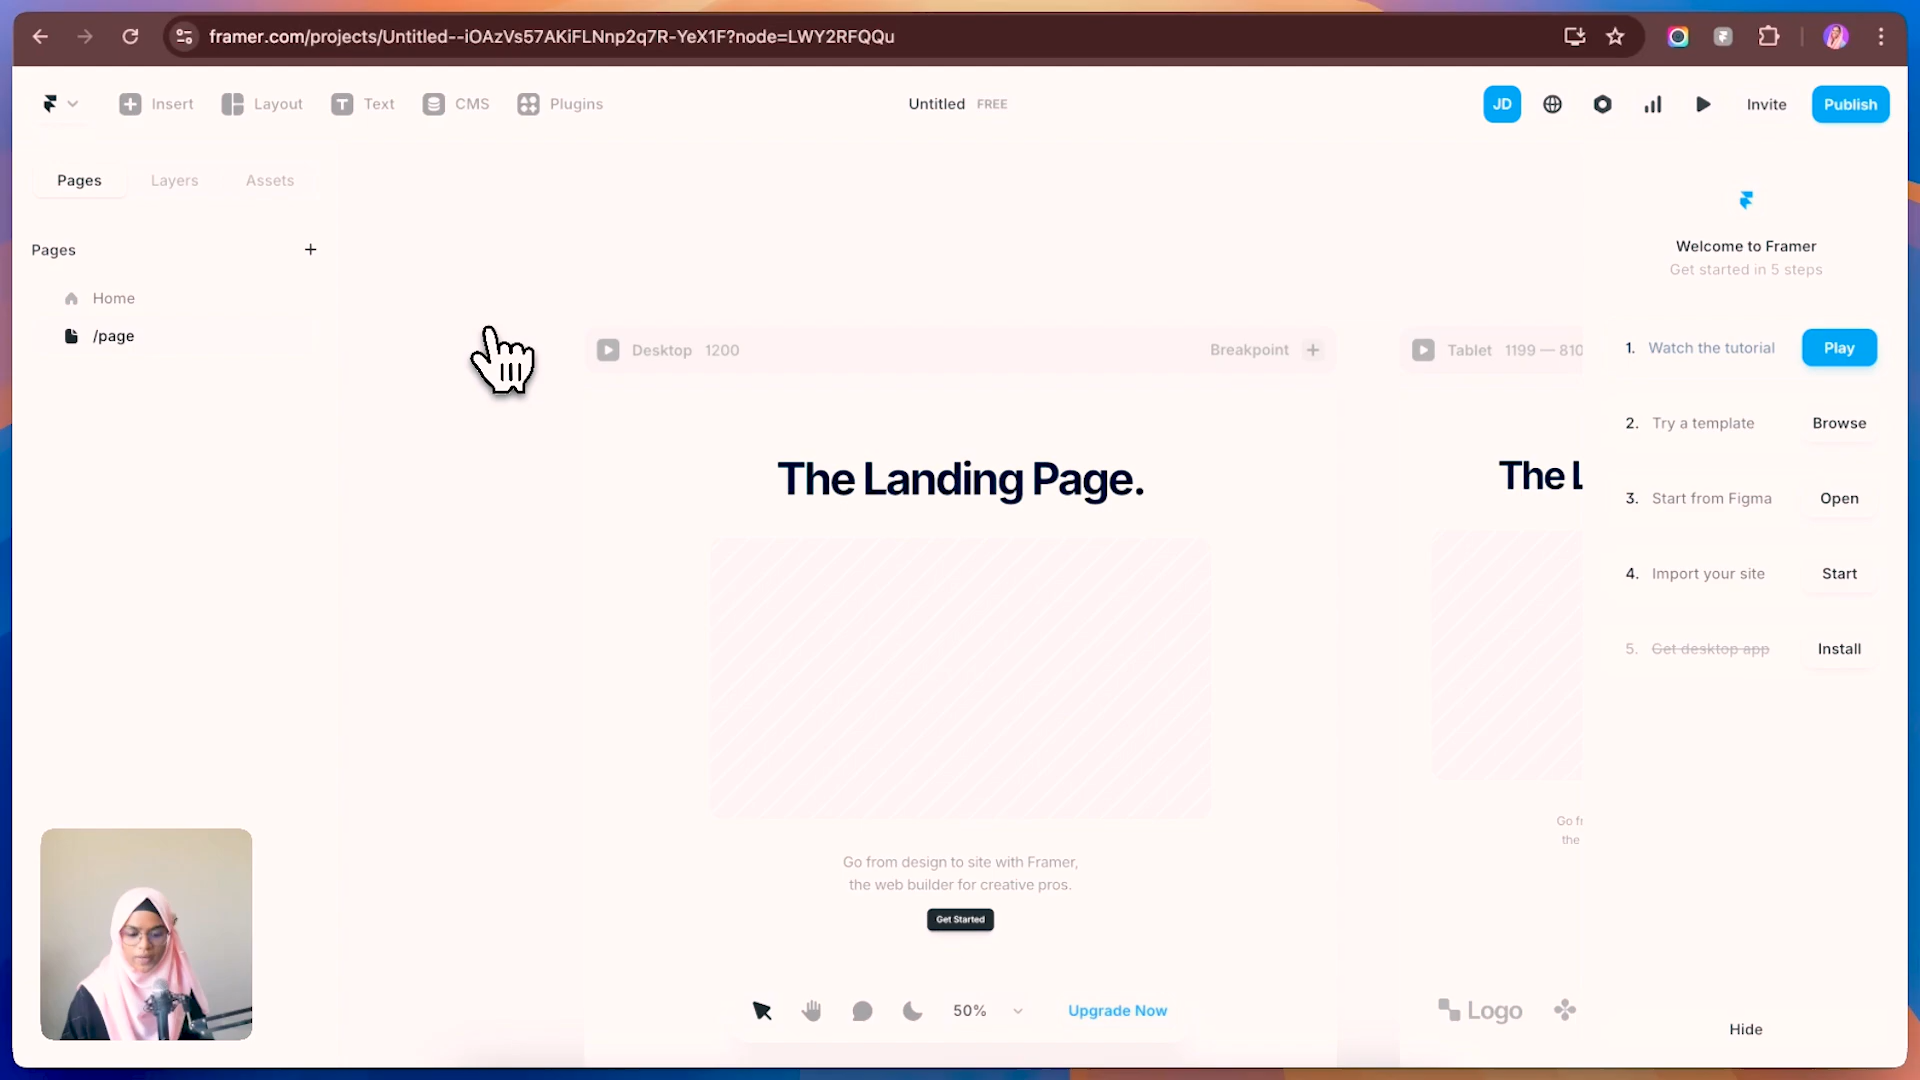 framer.com/projects/Untitled--iOAzVs57AKiFLNnp2q7R-YeX1F?node=LWY2RFQQu
Insert
Layout
Text
CMS
Plugins
Untitled FREE
JD
Invite
Publish
Pages
Layers
Assets
Pages
Home
/page
Desktop 1200
Breakpoint
Tablet 1199 — 810
The Landing Page.
The L
Go from design to site with Framer,
the web builder for creative pros.
Get Started
Go fr
the
50%
Upgrade Now
Logo
Welcome to Framer
Get started in 5 steps
1. Watch the tutorial Play
2. Try a template Browse
3. Start from Figma Open
4. Import your site Start
5. Get desktop app Install
Hide